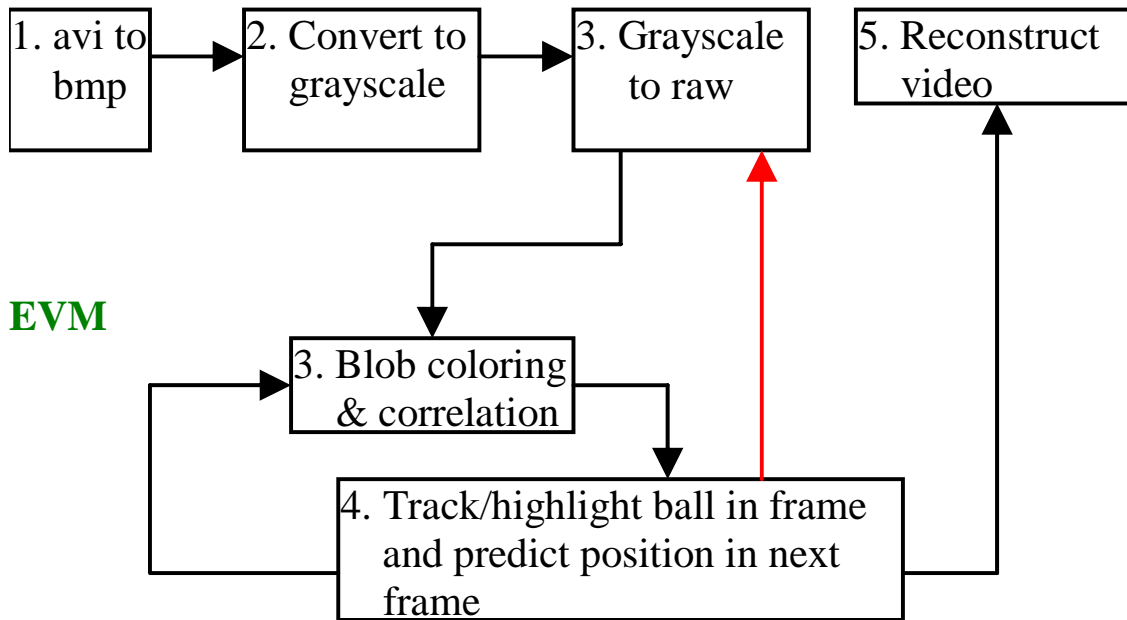 1. avi to
bmp
2. Convert to
grayscale
3. Grayscale
to raw
5. Reconstruct
video
EVM
3. Blob coloring
& correlation
4. Track/highlight ball in frame
and predict position in next
frame